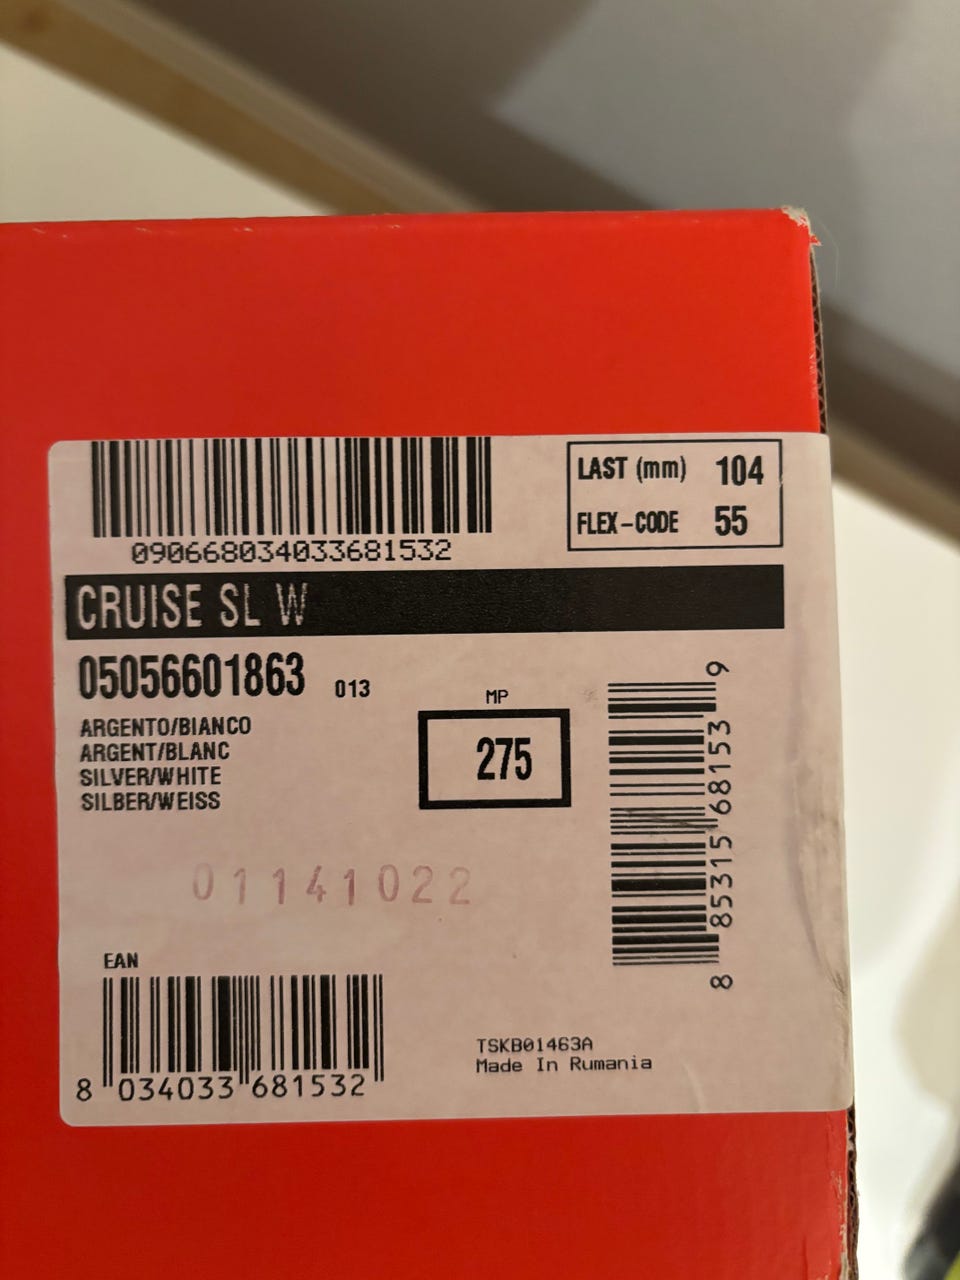 090668034033681532
LAST (mm) 104
FLEX-CODE 55
CRUISE SL W
05056601863 013
ARGENTO/BIANCO
ARGENT/BLANC
SILVER/WHITE
SILBER/WEISS
MP
275
8 85315 68153 9
01141022
EAN
8 034033 681532
TSKB01463A
Made In Rumania